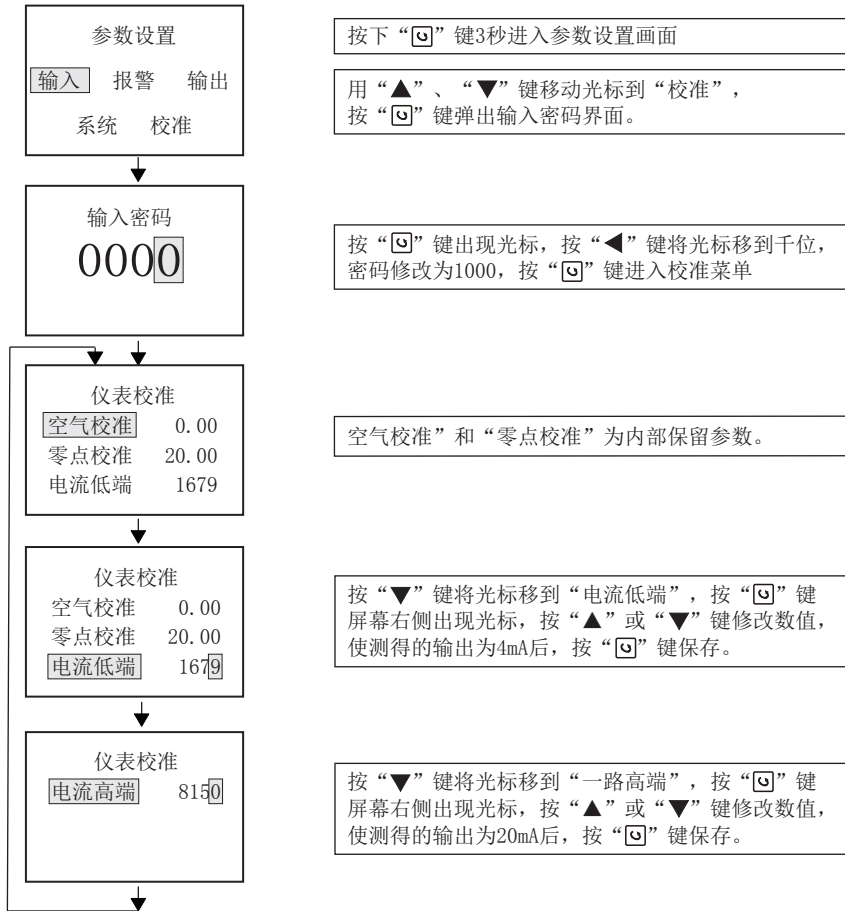 参数设置
输入 报警 输出
系统 校准
按下“”键3秒进入参数设置画面
用“▲”、“▼”键移动光标到“校准”，
按“”键弹出输入密码界面。
输入密码
0000
按“”键出现光标，按“◀”键将光标移到千位，
密码修改为1000，按“”键进入校准菜单
仪表校准
空气校准 0.00
零点校准 20.00
电流低端 1679
空气校准”和“零点校准”为内部保留参数。
仪表校准
空气校准 0.00
零点校准 20.00
电流低端 1679
按“▼”键将光标移到“电流低端”，按“”键
屏幕右侧出现光标，按“▲”或“▼”键修改数值，
使测得的输出为4mA后，按“”键保存。
仪表校准
电流高端 8150
按“▼”键将光标移到“一路高端”，按“”键
屏幕右侧出现光标，按“▲”或“▼”键修改数值，
使测得的输出为20mA后，按“”键保存。